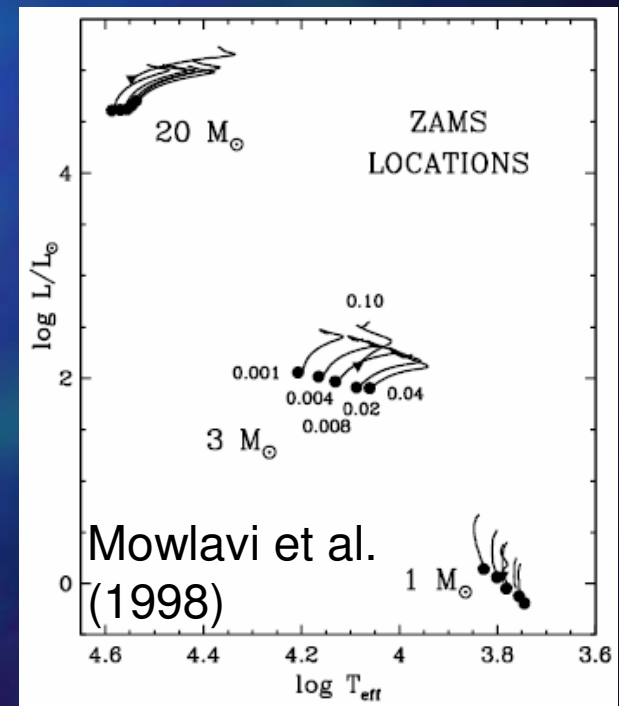 ZAMS
LOCATIONS
20 M⊙
4
log L/L⊙
0.10
0.001
0.004
0.008
0.02
0.04
2
3 M⊙
Mowlavi et al.
(1998)
1 M⊙
0
4.6 4.4 4.2 4 3.8 3.6
log Teff